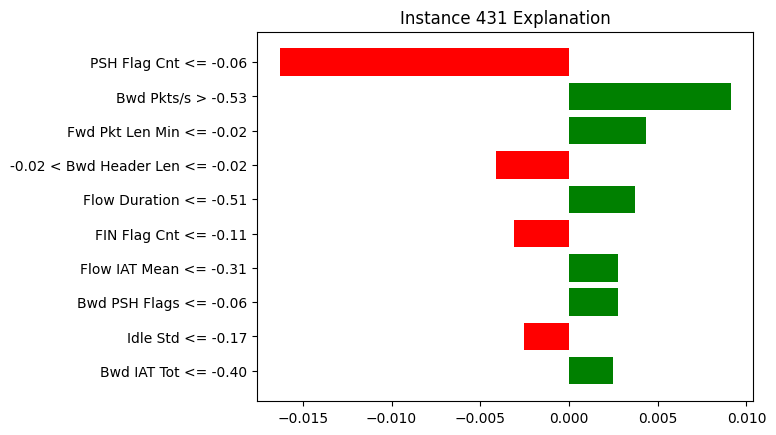 Instance 431 Explanation
PSH Flag Cnt <= -0.06
Bwd Pkts/s > -0.53
Fwd Pkt Len Min <= -0.02
-0.02 < Bwd Header Len <= -0.02
Flow Duration <= -0.51
FIN Flag Cnt <= -0.11
Flow IAT Mean <= -0.31
Bwd PSH Flags <= -0.06
Idle Std <= -0.17
Bwd IAT Tot <= -0.40
−0.015 −0.010 −0.005 0.000 0.005 0.010